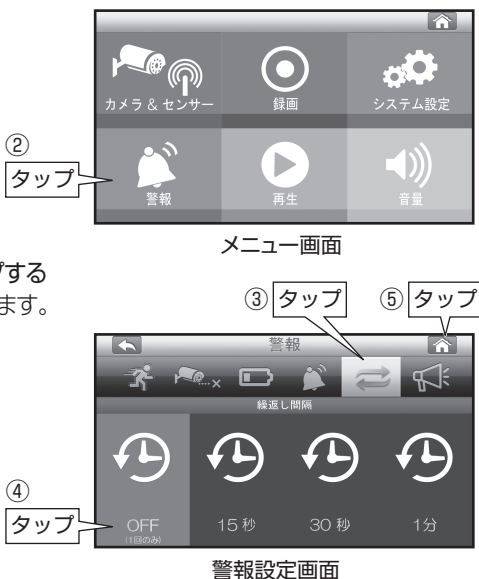 カメラ & センサー
録画
システム設定
②
タップ
警報
再生
音量
メニュー画面
プする
ます。
③ タップ
⑤ タップ
警報
繰返し間隔
④
タップ
OFF
(1回のみ)
15 秒
30 秒
1分
警報設定画面